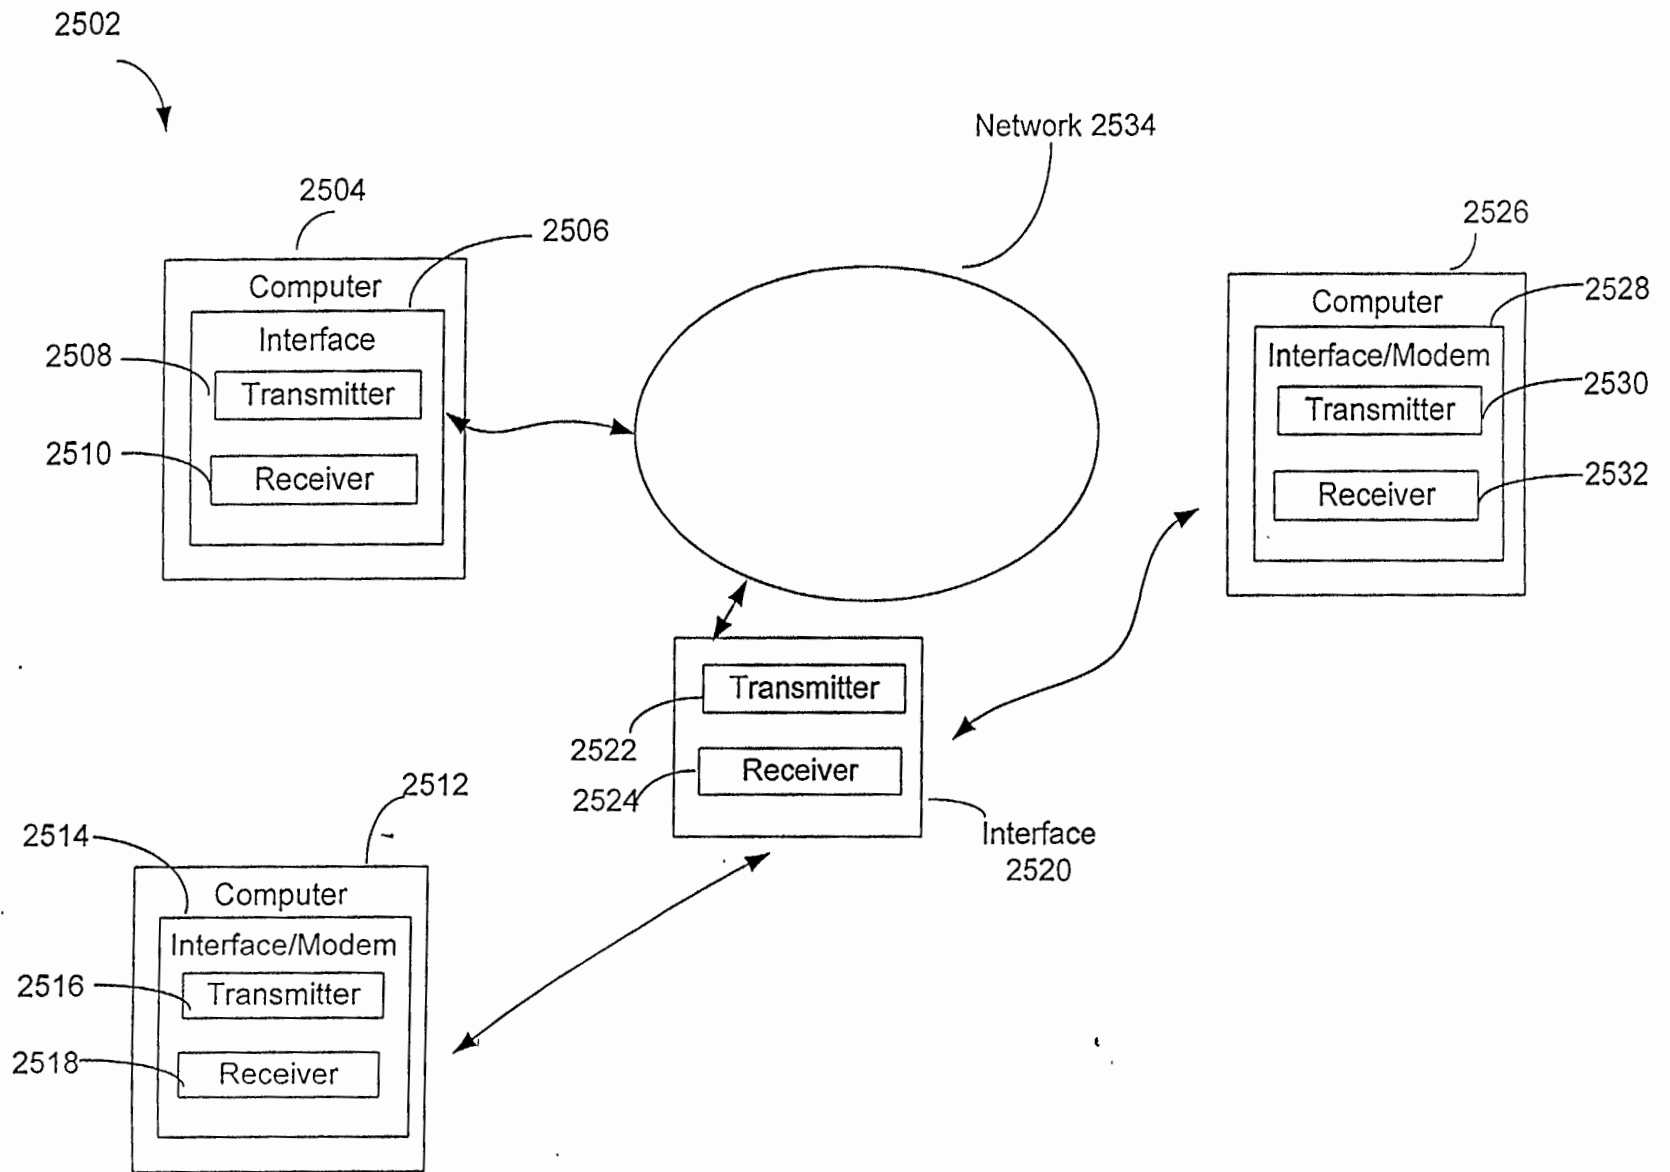 2502
Network 2534
2504
2506
Computer
Interface
2508
Transmitter
2510
Receiver
2526
Computer
2528
Interface/Modem
2530
Transmitter
2532
Receiver
Transmitter
2522
Receiver
2524
Interface
2520
2512
2514
Computer
Interface/Modem
2516
Transmitter
2518
Receiver